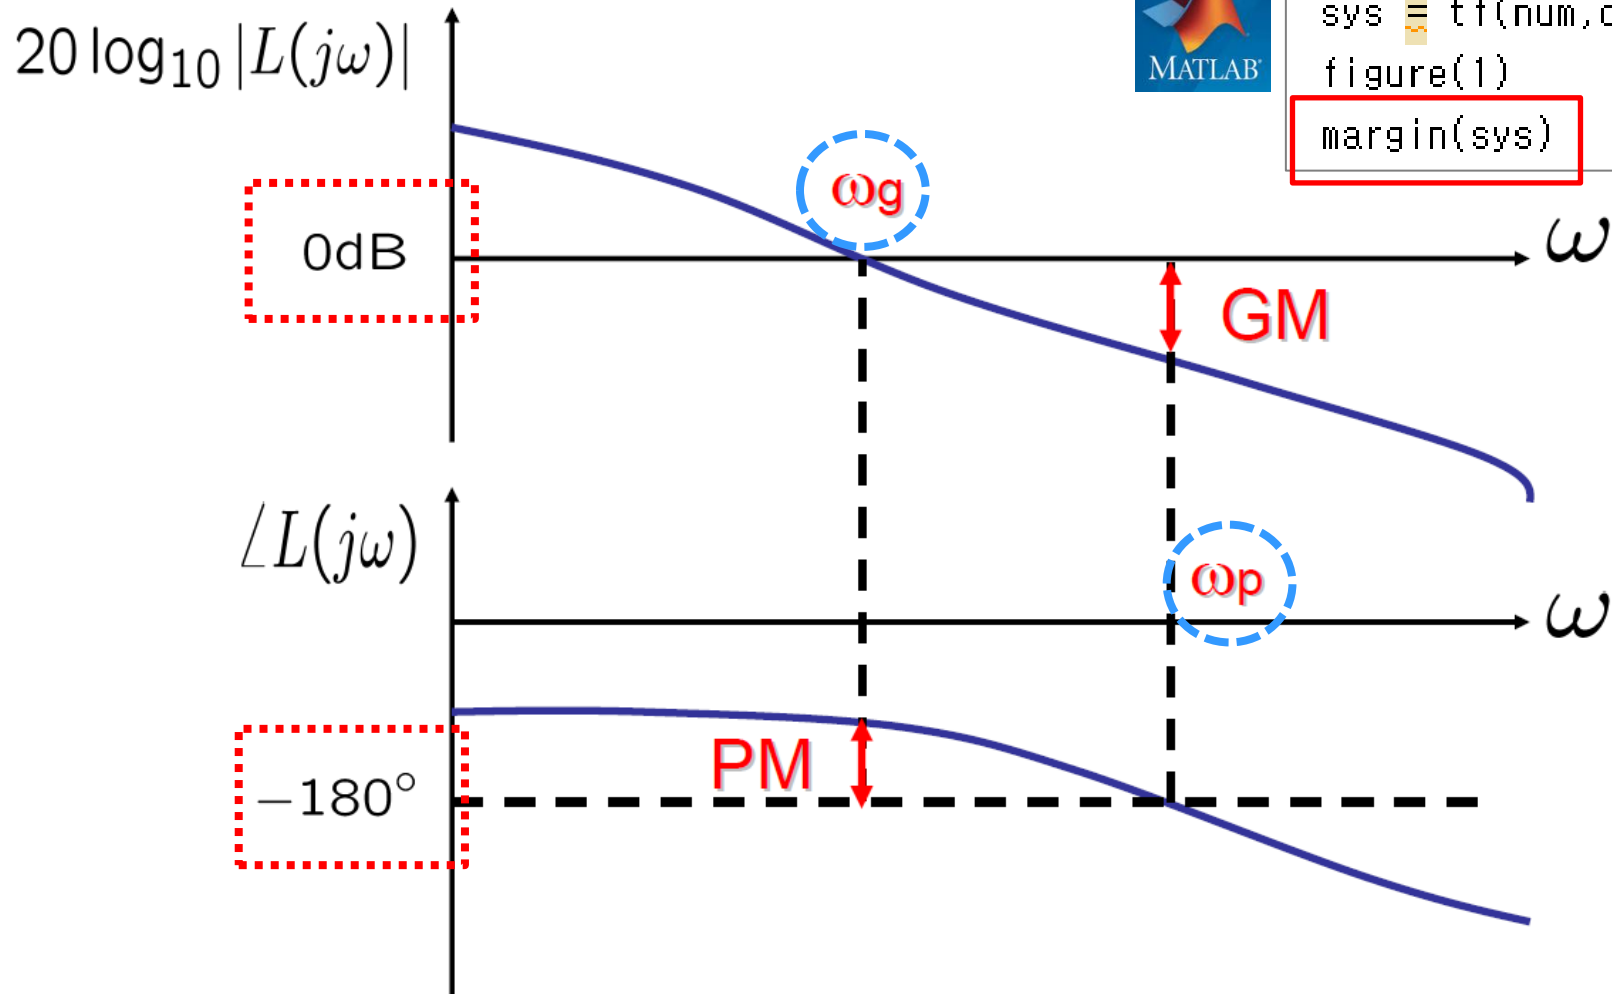 20 log₁₀ |L(jω)|
MATLAB®
sys = tf(num,
figure(1)
margin(sys)
ωg
0dB
ω
GM
∠L(jω)
ωp
ω
PM
−180°